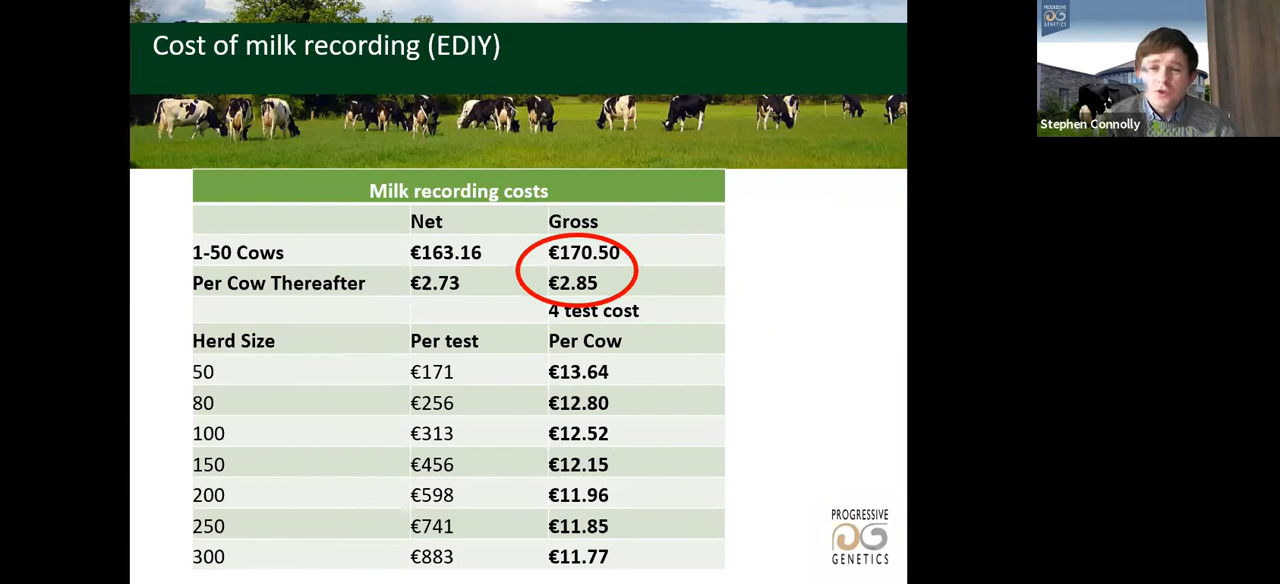 Cost of milk recording (EDIY)
Milk recording costs
Net Gross
1-50 Cows €163.16 €170.50
Per Cow Thereafter €2.73 €2.85
4 test cost
Herd Size Per test Per Cow
50 €171 €13.64
80 €256 €12.80
100 €313 €12.52
150 €456 €12.15
200 €598 €11.96
250 €741 €11.85
300 €883 €11.77
PROGRESSIVE
GENETICS
PROGRESSIVE
GENETICS
Stephen Connolly